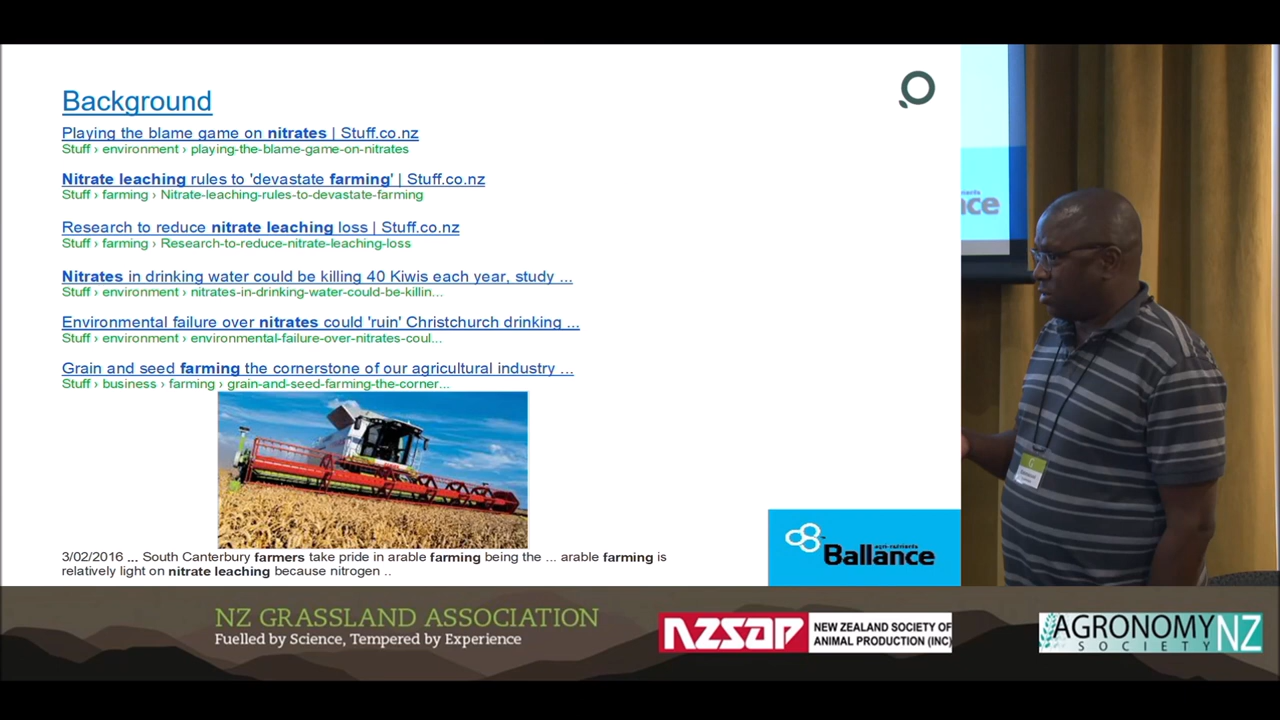 Background
Playing the blame game on nitrates | Stuff.co.nz
Stuff › environment › playing-the-blame-game-on-nitrates
Nitrate leaching rules to 'devastate farming' | Stuff.co.nz
Stuff › farming › Nitrate-leaching-rules-to-devastate-farming
Research to reduce nitrate leaching loss | Stuff.co.nz
Stuff › farming › Research-to-reduce-nitrate-leaching-loss
Nitrates in drinking water could be killing 40 Kiwis each year, study ...
Stuff › environment › nitrates-in-drinking-water-could-be-killin...
Environmental failure over nitrates could 'ruin' Christchurch drinking ...
Stuff › environment › environmental-failure-over-nitrates-coul...
Grain and seed farming the cornerstone of our agricultural industry ...
Stuff › business › farming › grain-and-seed-farming-the-corner...
3/02/2016 ... South Canterbury farmers take pride in arable farming being the ... arable farming is
relatively light on nitrate leaching because nitrogen ..
agri-nutrients
Ballance
NZ GRASSLAND ASSOCIATION
Fuelled by Science, Tempered by Experience
NZSAP
NEW ZEALAND SOCIETY OF
ANIMAL PRODUCTION (INC)
AGRONOMY NZ
SOCIETY